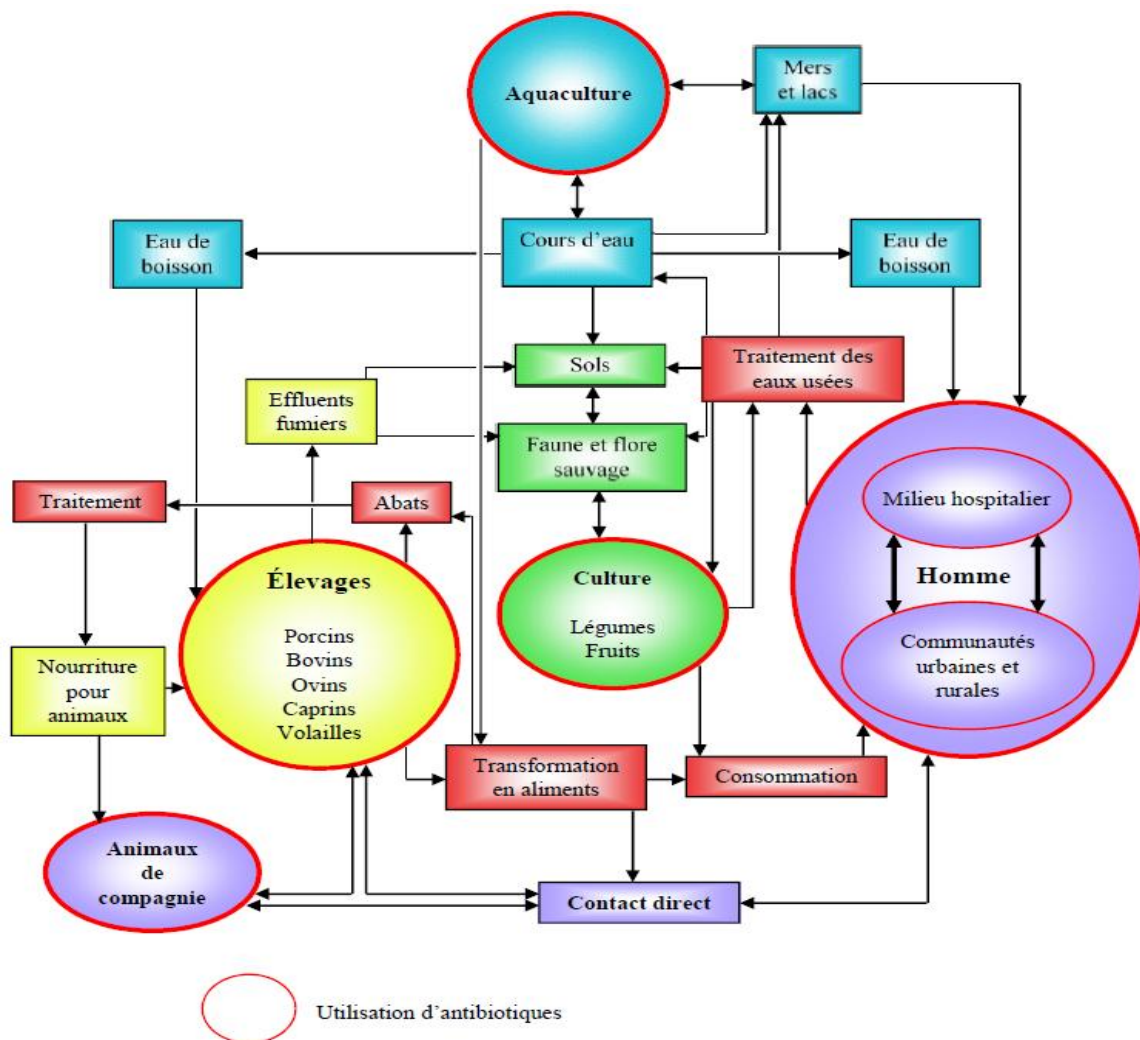 Aquaculture
Mers
et lacs
Eau de
boisson
Cours d'eau
Eau de
boisson
Sols
Traitement des
eaux usées
Effluents
fumiers
Faune et flore
sauvage
Traitement
Abats
Milieu hospitalier
Homme
Communautés
urbaines et
rurales
Élevages
Porcins
Bovins
Ovins
Caprins
Volailles
Culture
Légumes
Fruits
Nourriture
pour
animaux
Transformation
en aliments
Consommation
Animaux
de
compagnie
Contact direct
Utilisation d'antibiotiques